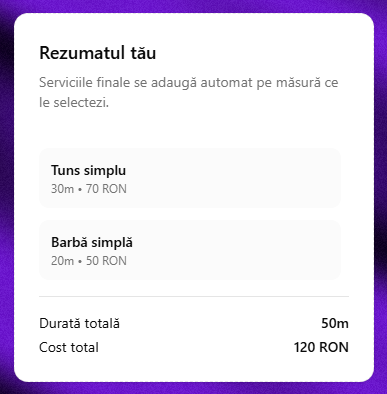 Rezumatul tău
Serviciile finale se adaugă automat pe măsură ce
le selectezi.
Tuns simplu
30m • 70 RON
Barbă simplă
20m • 50 RON
Durată totală 50m
Cost total 120 RON